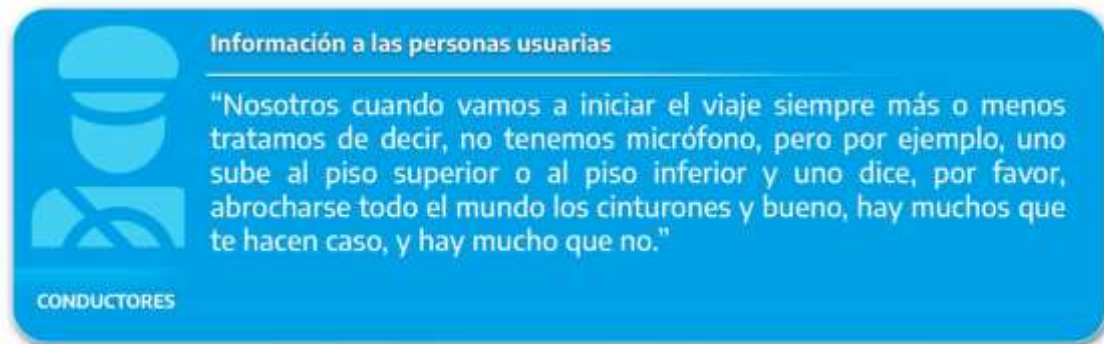 Información a las personas usuarias
“Nosotros cuando vamos a iniciar el viaje siempre más o menos
tratamos de decir, no tenemos micrófono, pero por ejemplo, uno
sube al piso superior o al piso inferior y uno dice, por favor,
abrocharse todo el mundo los cinturones y bueno, hay muchos que
te hacen caso, y hay mucho que no.”
CONDUCTORES